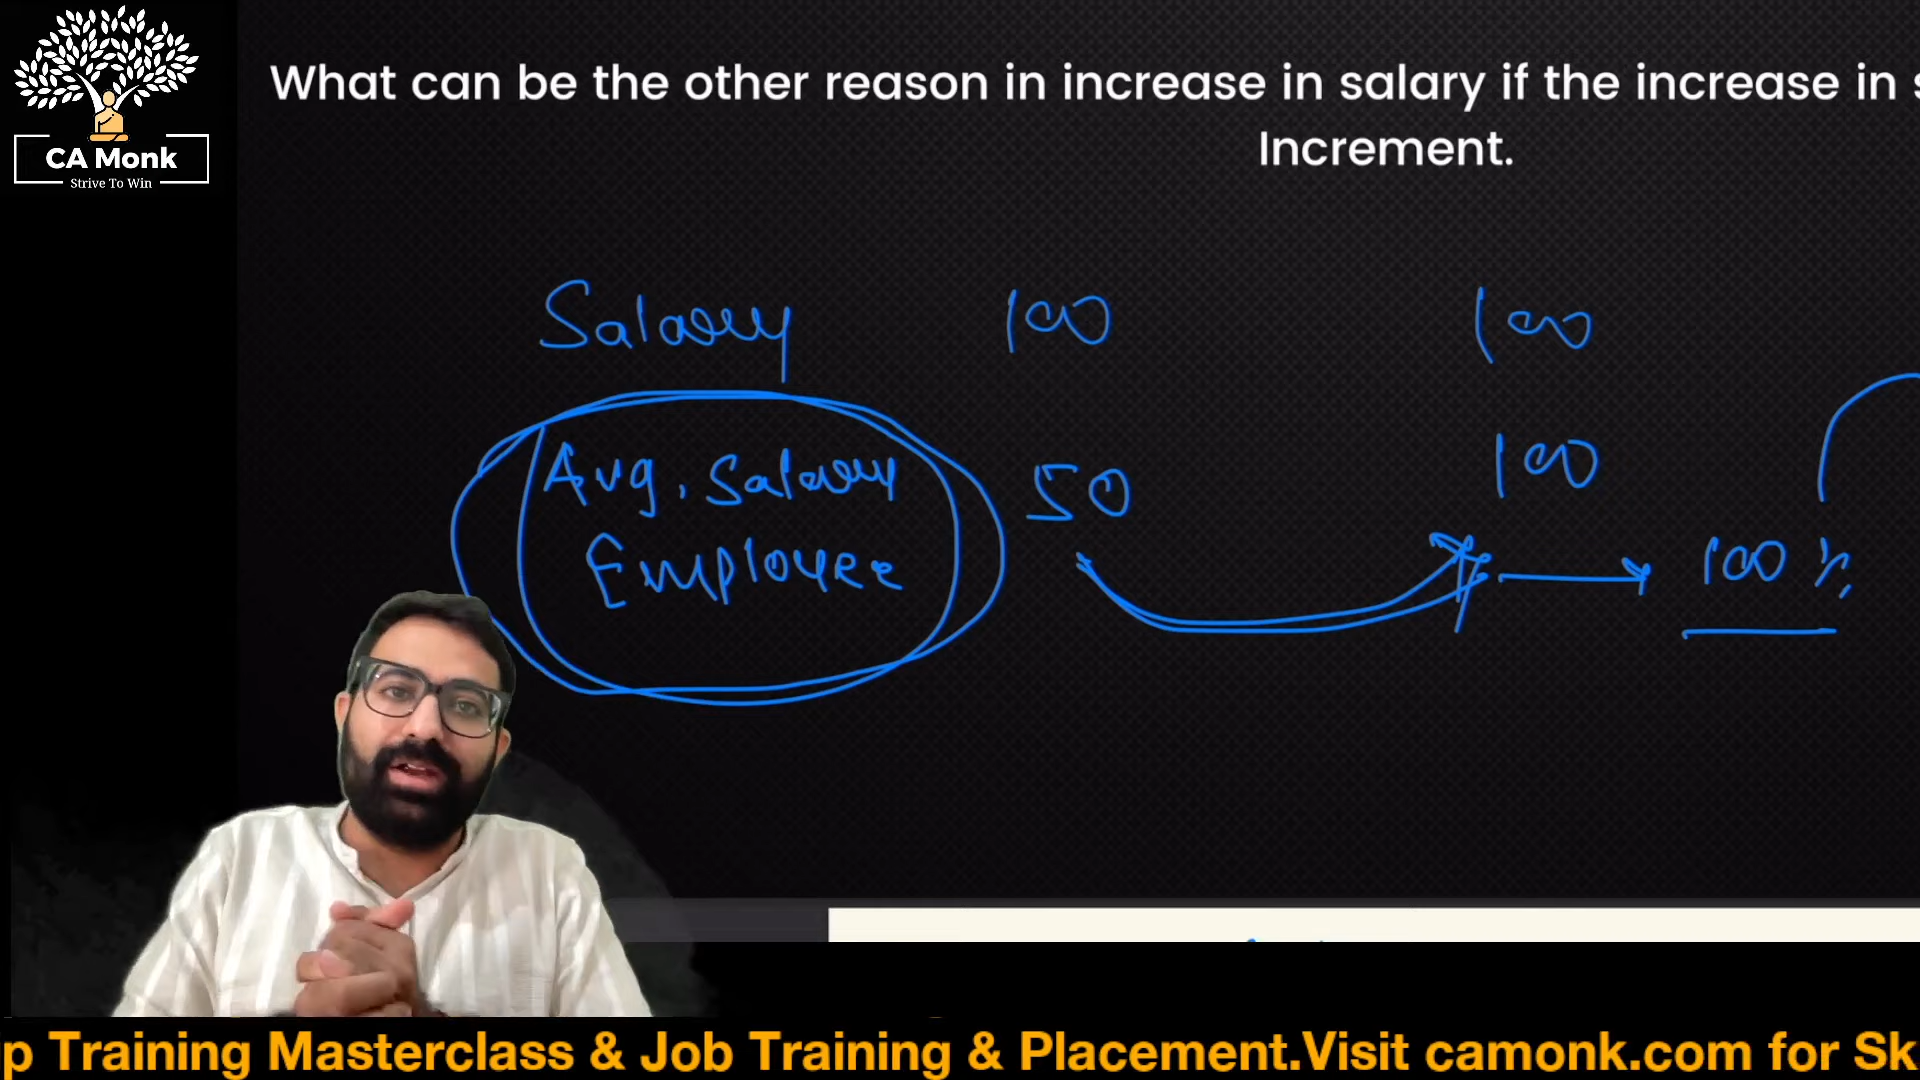 CA Monk
Strive To Win
What can be the other reason in increase in salary if the increase in
Increment.
Salary 100 100
Avg. Salary 50 100
Employee 100 %
p Training Masterclass & Job Training & Placement.Visit camonk.com for Sk